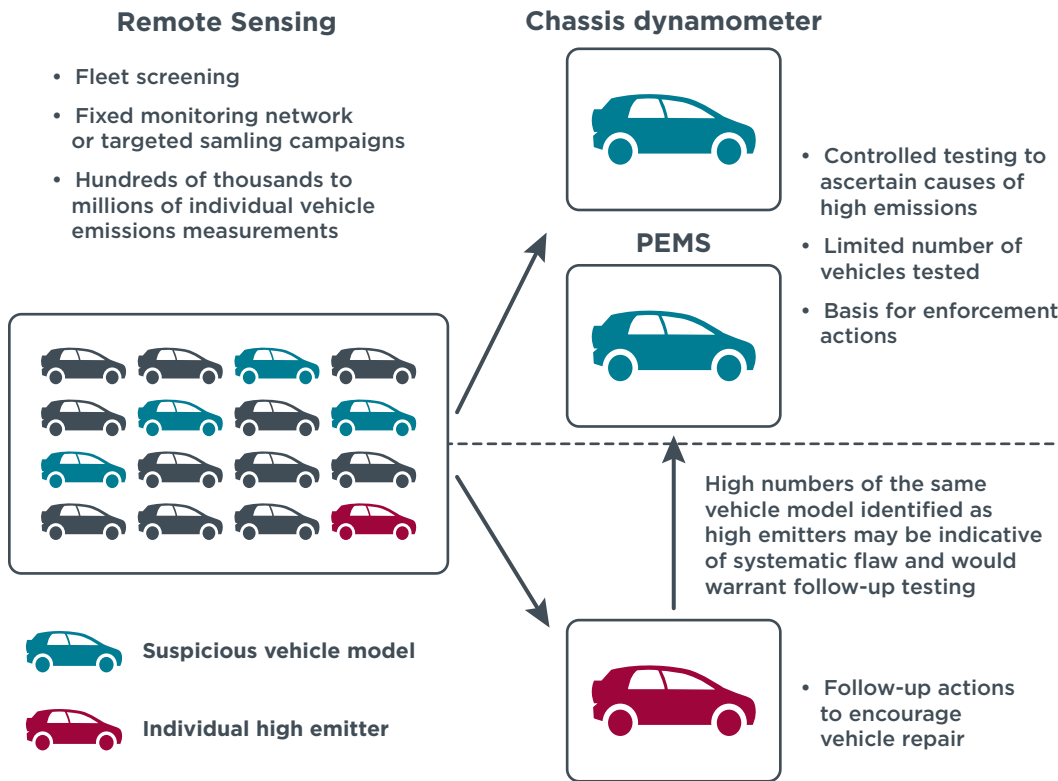 Remote Sensing
• Fleet screening
• Fixed monitoring network
or targeted samling campaigns
• Hundreds of thousands to
millions of individual vehicle
emissions measurements
Chassis dynamometer
PEMS
• Controlled testing to
ascertain causes of
high emissions
• Limited number of
vehicles tested
• Basis for enforcement
actions
High numbers of the same
vehicle model identified as
high emitters may be indicative
of systematic flaw and would
warrant follow-up testing
Suspicious vehicle model
Individual high emitter
• Follow-up actions
to encourage
vehicle repair